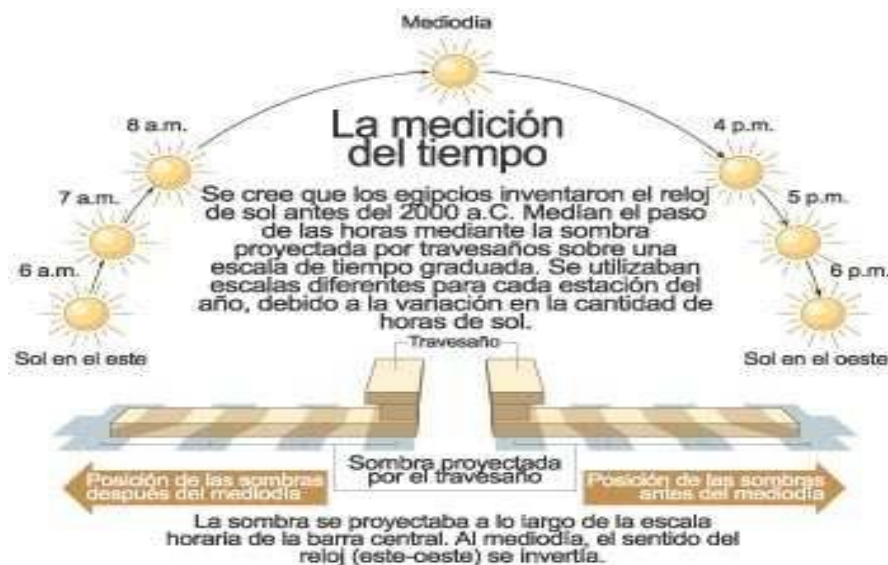 Mediodía
8 a.m.
4 p.m.
La medición
del tiempo
7 a.m.
5 p.m.
Se cree que los egipcios inventaron el reloj
de sol antes del 2000 a.C. Medían el paso
de las horas mediante la sombra
proyectada por travesaños sobre una
escala de tiempo graduada. Se utilizaban
escalas diferentes para cada estación del
año, debido a la variación en la cantidad de
horas de sol.
6 a.m.
6 p.m.
Sol en el este
Travesaño
Sol en el oeste
Sombra proyectada
por el travesaño
Posición de las sombras
después del mediodía
Posición de las sombras
antes del mediodía
La sombra se proyectaba a lo largo de la escala
horaria de la barra central. Al mediodía, el sentido del
reloj (este-oeste) se invertía.